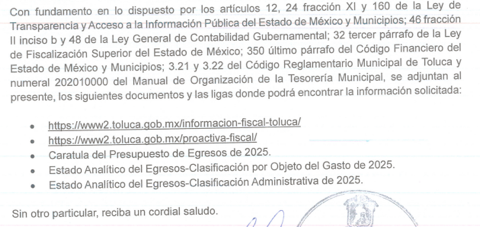 Con fundamento en lo dispuesto por los artículos 12, 24 fracción XI y 160 de la Ley de
Transparencia y Acceso a la Información Pública del Estado de México y Municipios; 46 fracción
II inciso b y 48 de la Ley General de Contabilidad Gubernamental; 32 tercer párrafo de la Ley
de Fiscalización Superior del Estado de México; 350 último párrafo del Código Financiero del
Estado de México y Municipios; 3.21 y 3.22 del Código Reglamentario Municipal de Toluca y
numeral 202010000 del Manual de Organización de la Tesorería Municipal, se adjuntan al
presente, los siguientes documentos y las ligas donde podrá encontrar la información solicitada:
• https://www2.toluca.gob.mx/informacion-fiscal-toluca/
• https://www2.toluca.gob.mx/proactiva-fiscal/
• Caratula del Presupuesto de Egresos de 2025.
• Estado Analítico del Egresos-Clasificación por Objeto del Gasto de 2025.
• Estado Analítico del Egresos-Clasificación Administrativa de 2025.
Sin otro particular, reciba un cordial saludo.